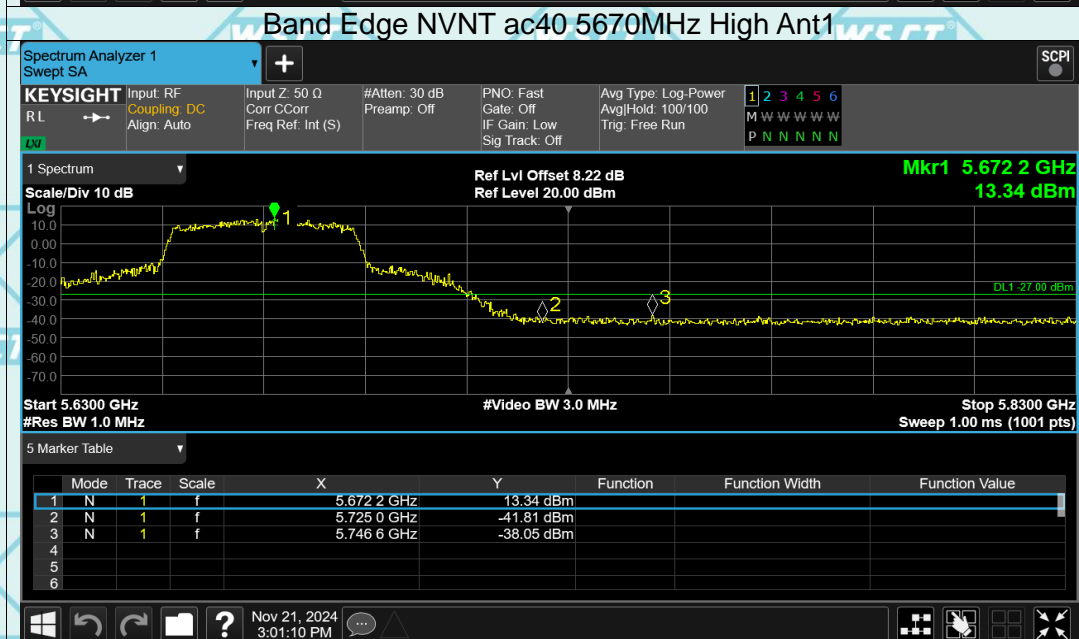 Band Edge NVNT ac40 5670MHz High Ant1
Spectrum Analyzer 1
Swept SA
+
SCPI
KEYSIGHT
RL
LXI
Input: RF
Coupling: DC
Align: Auto
Input Z: 50 Ω
Corr CCorr
Freq Ref: Int (S)
#Atten: 30 dB
Preamp: Off
PNO: Fast
Gate: Off
IF Gain: Low
Sig Track: Off
Avg Type: Log-Power
Avg|Hold: 100/100
Trig: Free Run
1 2 3 4 5 6
M W W W W W
P N N N N N
1 Spectrum
Scale/Div 10 dB
Ref Lvl Offset 8.22 dB
Ref Level 20.00 dBm
Mkr1 5.672 2 GHz
13.34 dBm
Log
10.0
0.00
-10.0
-20.0
-30.0
-40.0
-50.0
-60.0
-70.0
1
2
3
DL1 -27.00 dBm
Start 5.6300 GHz
#Video BW 3.0 MHz
Stop 5.8300 GHz
#Res BW 1.0 MHz
Sweep 1.00 ms (1001 pts)
5 Marker Table
Mode Trace Scale X Y Function Function Width Function Value
1 N 1 f 5.672 2 GHz 13.34 dBm
2 N 1 f 5.725 0 GHz -41.81 dBm
3 N 1 f 5.746 6 GHz -38.05 dBm
4
5
6
?
Nov 21, 2024
3:01:10 PM